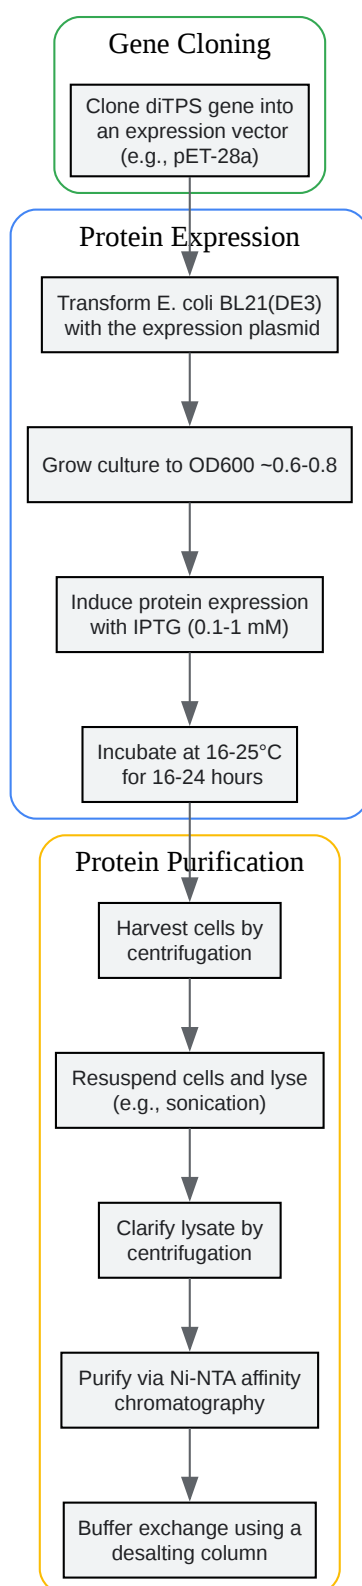 Gene Cloning
Clone diTPS gene into
an expression vector
(e.g., pET-28a)
Protein Expression
Transform E. coli BL21(DE3)
with the expression plasmid
Grow culture to OD600 ~0.6-0.8
Induce protein expression
with IPTG (0.1-1 mM)
Incubate at 16-25°C
for 16-24 hours
Protein Purification
Harvest cells by
centrifugation
Resuspend cells and lyse
(e.g., sonication)
Clarify lysate by
centrifugation
Purify via Ni-NTA affinity
chromatography
Buffer exchange using a
desalting column